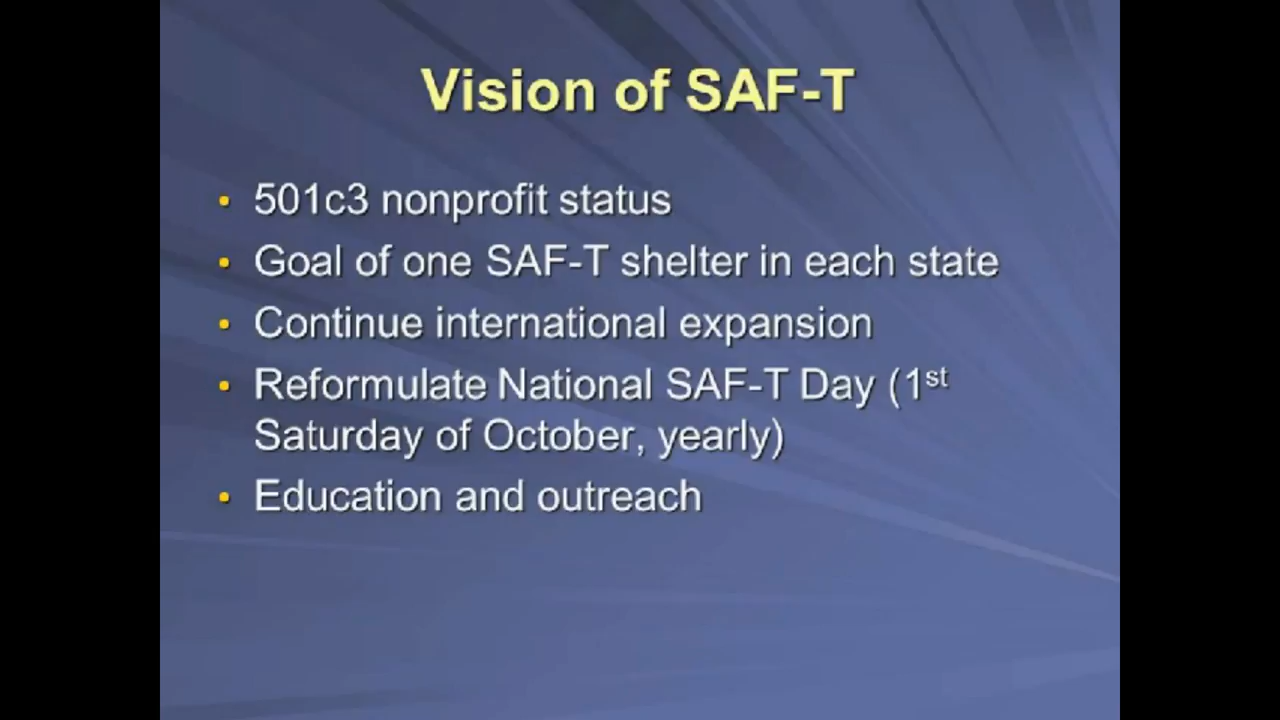 Vision of SAF-T
• 501c3 nonprofit status
• Goal of one SAF-T shelter in each state
• Continue international expansion
• Reformulate National SAF-T Day (1st
Saturday of October, yearly)
• Education and outreach